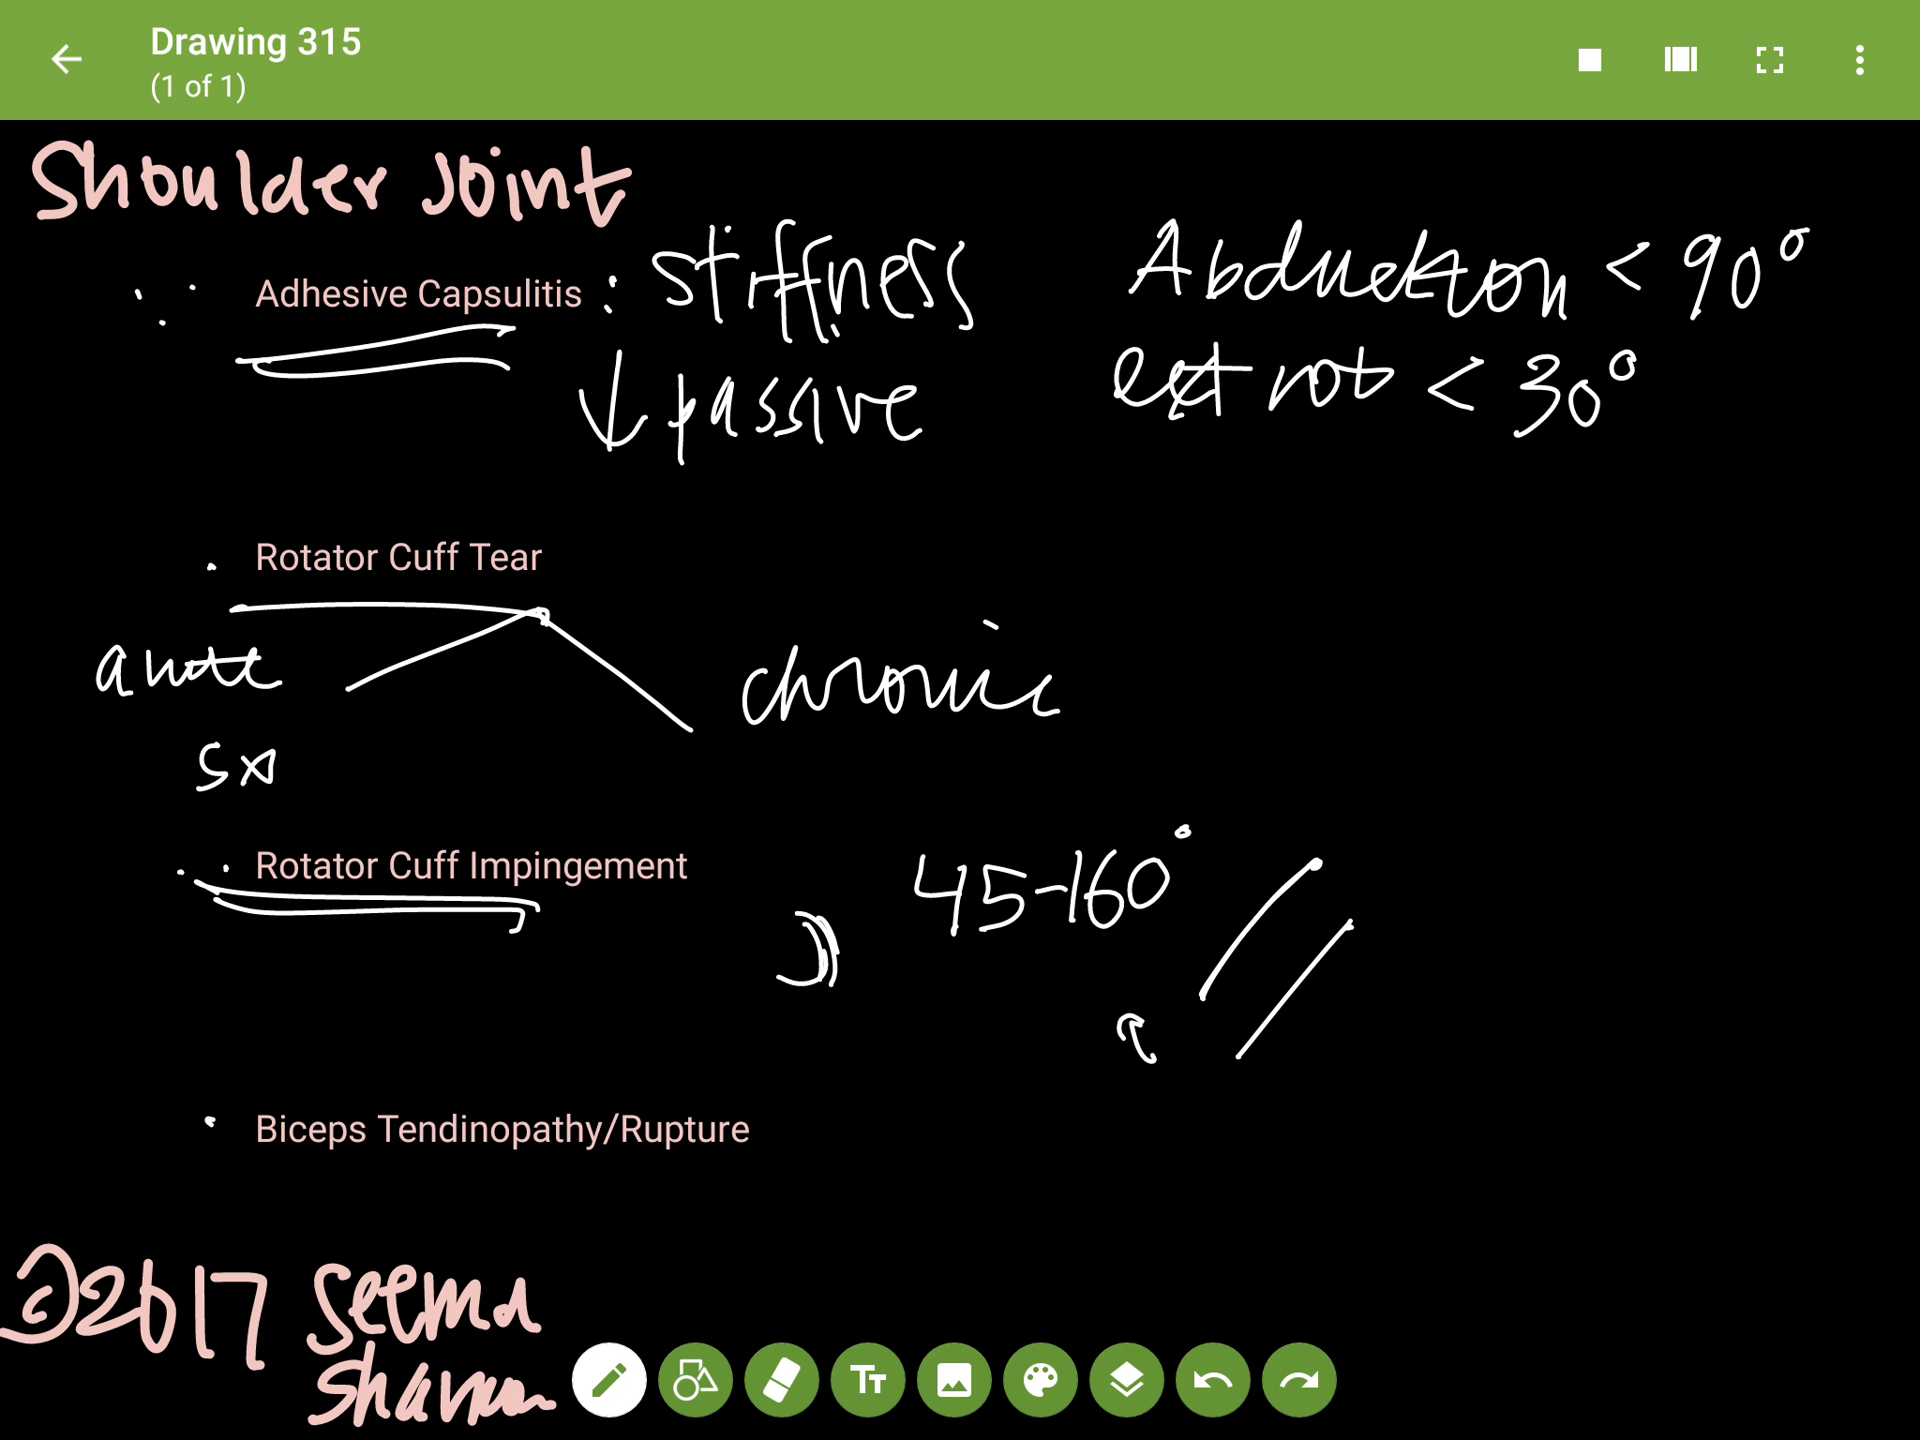 Drawing 315
(1 of 1)
Shoulder Joint
Adhesive Capsulitis : stiffness
↓ passive
Abduction < 90°
ext rot < 30°
Rotator Cuff Tear
acute
chronic
sx
Rotator Cuff Impingement
45-160°
Biceps Tendinopathy/Rupture
©2017 Seema
Tт